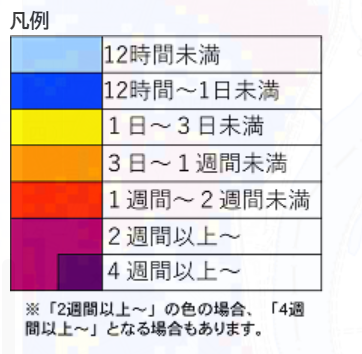 凡例
12時間未満
12時間～1日未満
1日～3日未満
3日～1週間未満
1週間～2週間未満
2週間以上～
4週間以上～
※「2週間以上～」の色の場合、「4週
間以上～」となる場合もあります。